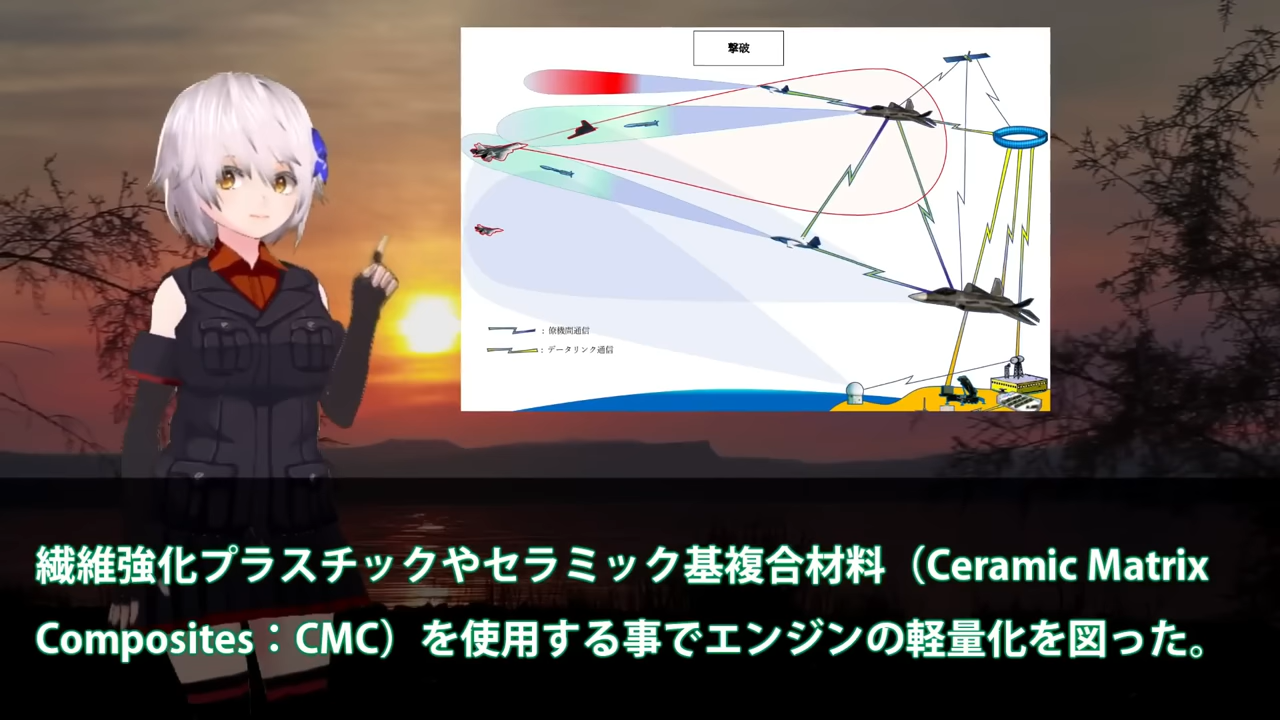 撃破
：僚機間通信
：データリンク通信
繊維強化プラスチックやセラミック基複合材料（Ceramic Matrix
Composites：CMC）を使用する事でエンジンの軽量化を図った。